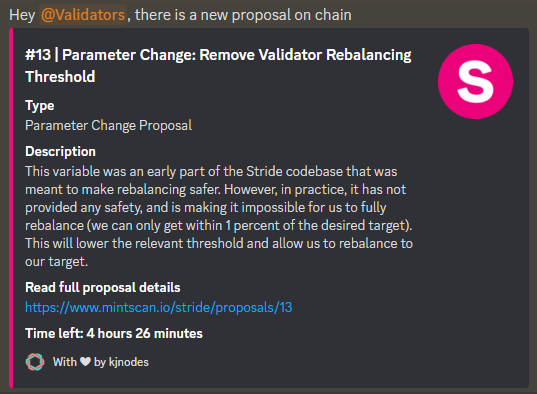 Hey @Validators, there is a new proposal on chain
#13 | Parameter Change: Remove Validator Rebalancing
Threshold
S
Type
Parameter Change Proposal
Description
This variable was an early part of the Stride codebase that was
meant to make rebalancing safer. However, in practice, it has not
provided any safety, and is making it impossible for us to fully
rebalance (we can only get within 1 percent of the desired target).
This will lower the relevant threshold and allow us to rebalance to
our target.
Read full proposal details
https://www.mintscan.io/stride/proposals/13
Time left: 4 hours 26 minutes
With ❤ by kjnodes